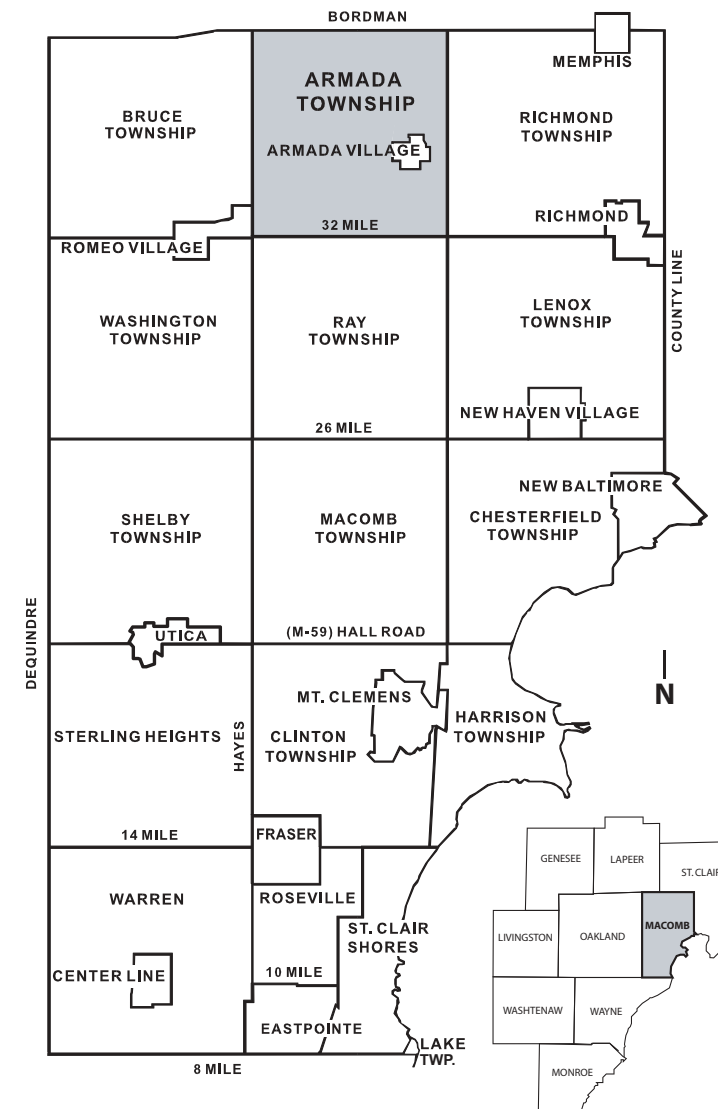 BORDMAN
MEMPHIS
ARMADA
TOWNSHIP
BRUCE
TOWNSHIP
RICHMOND
TOWNSHIP
ARMADA VILLAGE
RICHMOND
32 MILE
ROMEO VILLAGE
COUNTY LINE
WASHINGTON
TOWNSHIP
RAY
TOWNSHIP
LENOX
TOWNSHIP
NEW HAVEN VILLAGE
26 MILE
NEW BALTIMORE
SHELBY
TOWNSHIP
MACOMB
TOWNSHIP
CHESTERFIELD
TOWNSHIP
DEQUINDRE
UTICA
(M-59) HALL ROAD
N
MT. CLEMENS
STERLING HEIGHTS
HAYES
CLINTON
TOWNSHIP
HARRISON
TOWNSHIP
14 MILE
FRASER
WARREN
ROSEVILLE
ST. CLAIR
SHORES
CENTER LINE
10 MILE
EASTPOINTE
LAKE
TWP.
8 MILE
GENESEE
LAPEER
ST. CLAIR
LIVINGSTON
OAKLAND
MACOMB
WASHTENAW
WAYNE
MONROE